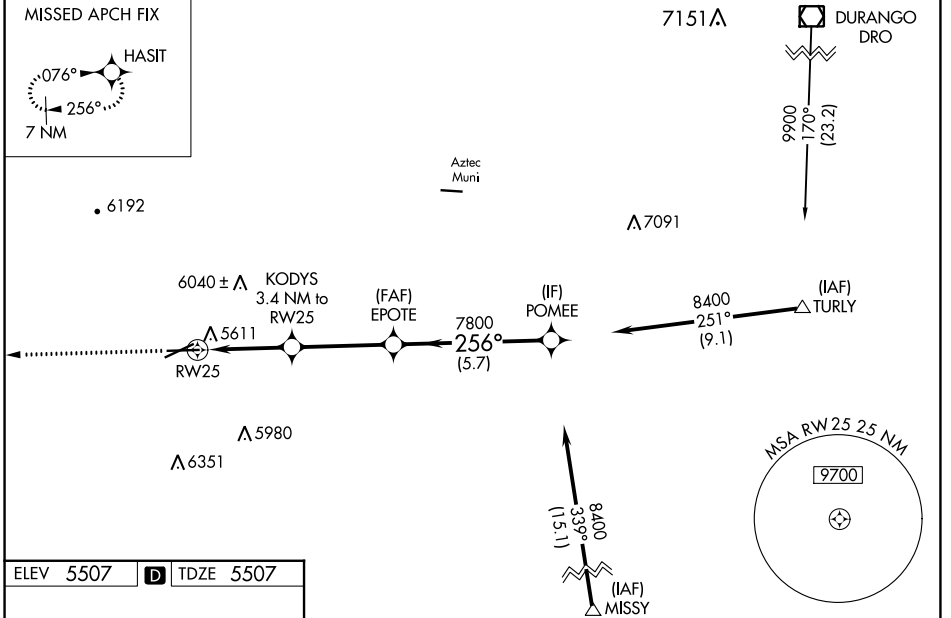 MISSED APCH FIX
HASIT
076°
256°
7 NM
7151
DURANGO
DRO
9900
170°
(23.2)
Aztec
Muni
6192
7091
6040 ±
KODYS
3.4 NM to
RW25
(FAF)
EPOTE
(IF)
POMEE
8400
251°
(9.1)
(IAF)
TURLY
5611
7800
256°
(5.7)
RW25
5980
6351
MSA RW 25 25 NM
9700
8400
339°
(15.1)
(IAF)
MISSY
ELEV 5507 D TDZE 5507